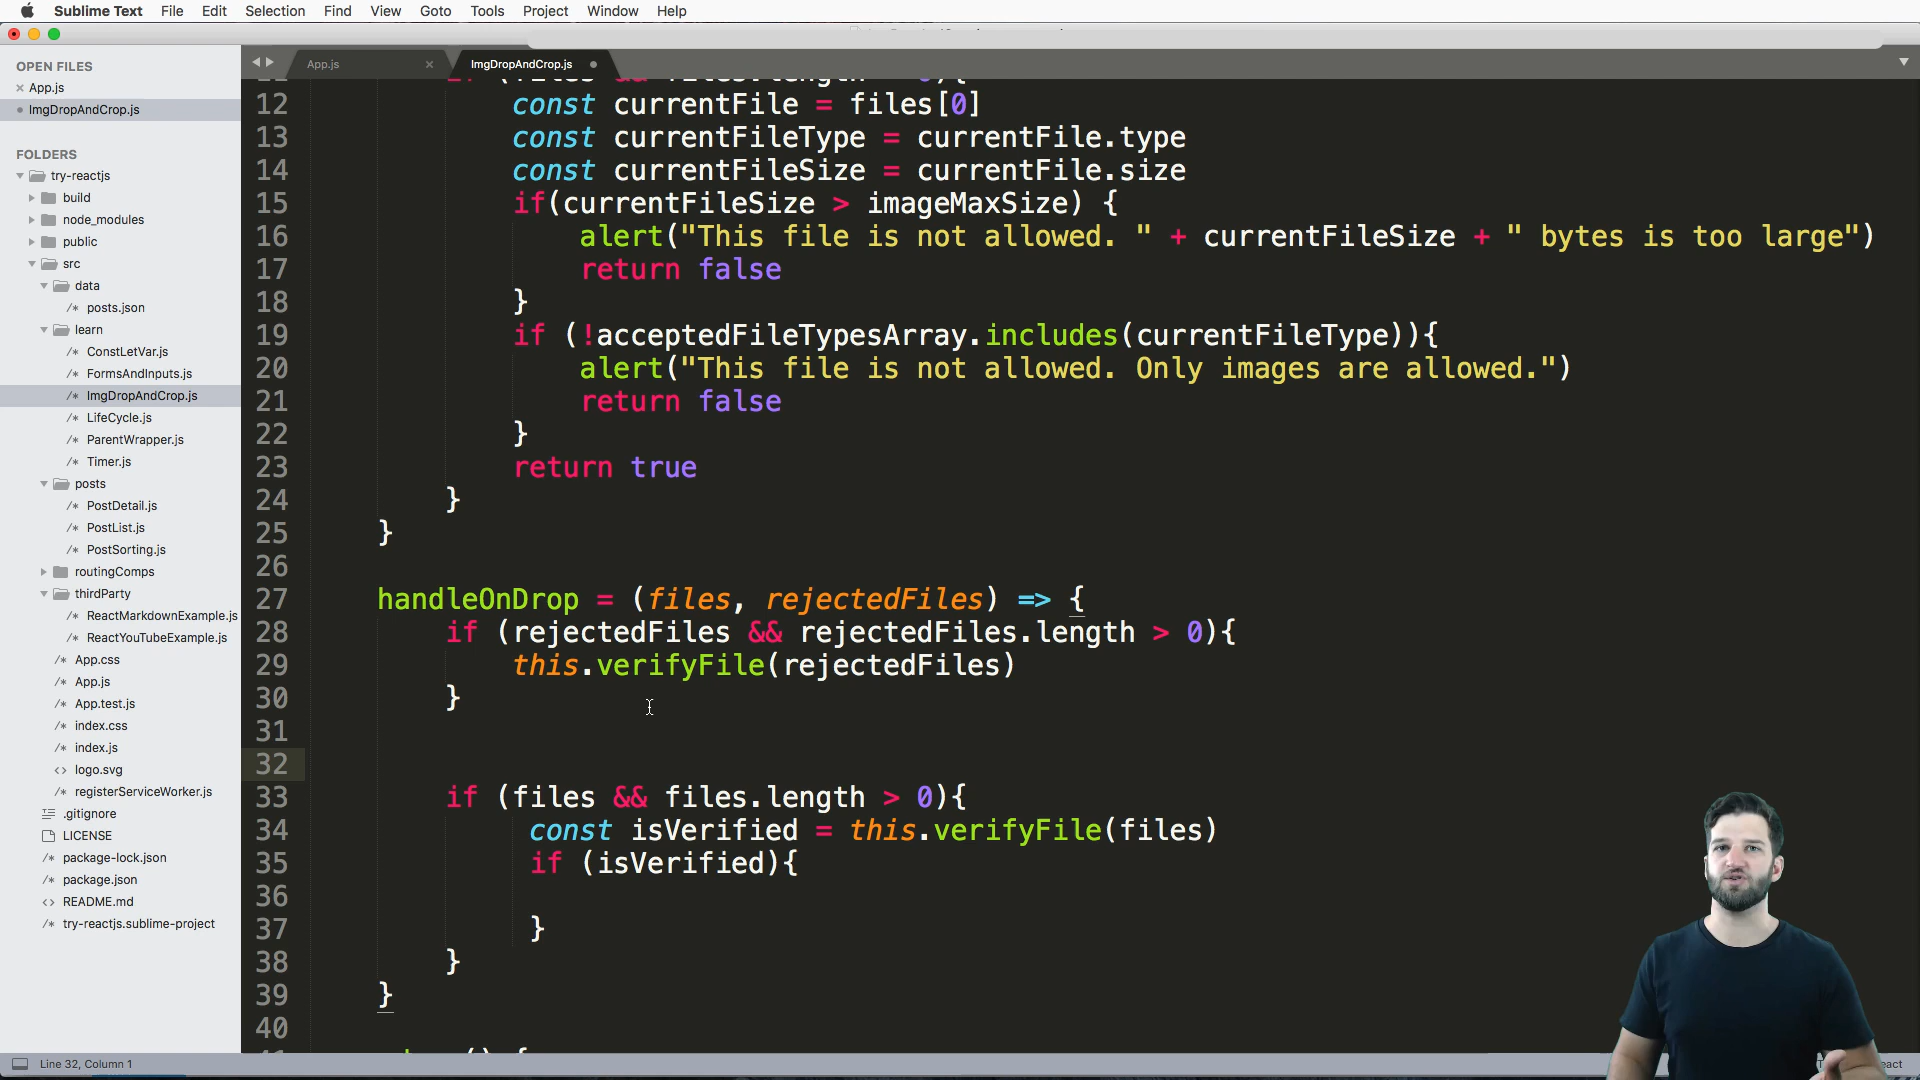 Sublime Text File Edit Selection Find View Goto Tools Project Window Help
OPEN FILES
App.js
ImgDropAndCrop.js
FOLDERS
try-reactjs
build
node_modules
public
src
data
/* posts.json
learn
/* ConstLetVar.js
/* FormsAndInputs.js
/* ImgDropAndCrop.js
/* LifeCycle.js
/* ParentWrapper.js
/* Timer.js
posts
/* PostDetail.js
/* PostList.js
/* PostSorting.js
routingComps
thirdParty
/* ReactMarkdownExample.js
/* ReactYouTubeExample.js
/* App.css
/* App.js
/* App.test.js
/* index.css
/* index.js
<> logo.svg
/* registerServiceWorker.js
.gitignore
LICENSE
/* package-lock.json
/* package.json
<> README.md
/* try-reactjs.sublime-project
App.js
ImgDropAndCrop.js
12 const currentFile = files[0]
13 const currentFileType = currentFile.type
14 const currentFileSize = currentFile.size
15 if(currentFileSize > imageMaxSize) {
16 alert("This file is not allowed. " + currentFileSize + " bytes is too large")
17 return false
18 }
19 if (!acceptedFileTypesArray.includes(currentFileType)){
20 alert("This file is not allowed. Only images are allowed.")
21 return false
22 }
23 return true
24 }
25 }
26
27 handleOnDrop = (files, rejectedFiles) => {
28 if (rejectedFiles && rejectedFiles.length > 0){
29 this.verifyFile(rejectedFiles)
30 }
31
32
33 if (files && files.length > 0){
34 const isVerified = this.verifyFile(files)
35 if (isVerified){
36
37 }
38 }
39 }
40
Line 32, Column 1